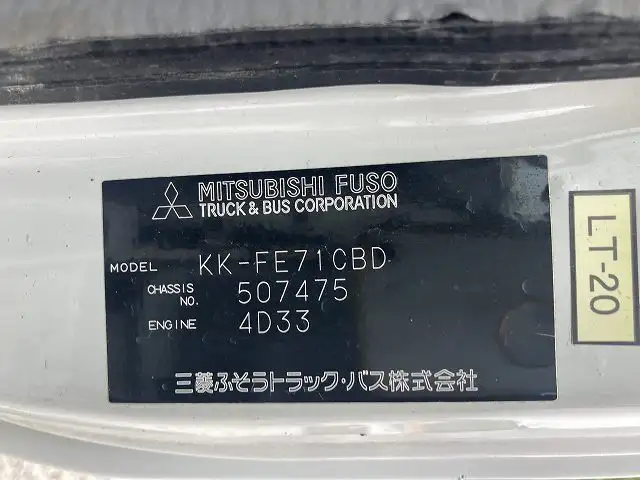 MITSUBISHI FUSO
TRUCK & BUS CORPORATION
MODEL KK-FE71CBD
CHASSIS NO. 507475
ENGINE 4D33
三菱ふそうトラック・バス株式会社
LT-20